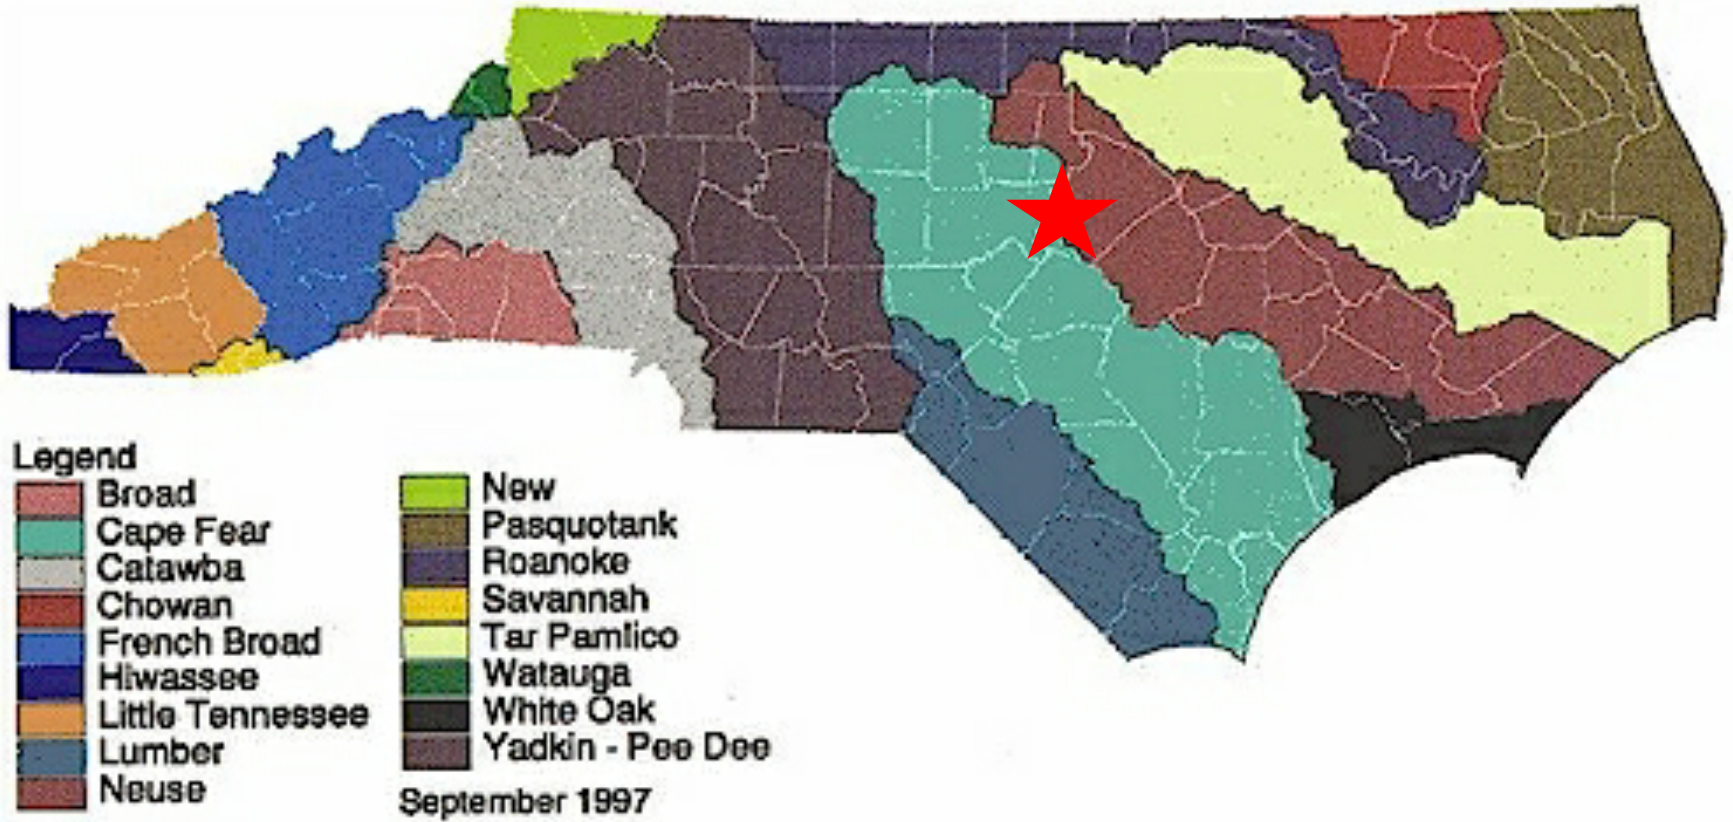 Legend
Broad
Cape Fear
Catawba
Chowan
French Broad
Hiwassee
Little Tennessee
Lumber
Neuse
New
Pasquotank
Roanoke
Savannah
Tar Pamlico
Watauga
White Oak
Yadkin - Pee Dee
September 1997